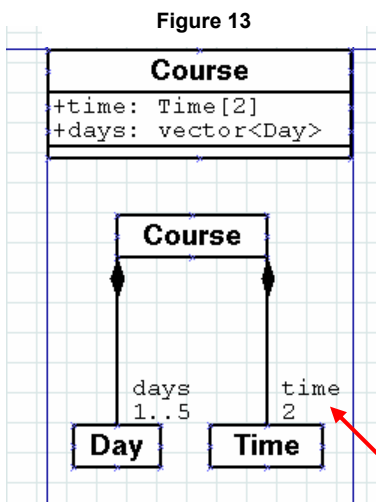 Figure 13
Course
+time: Time[2]
+days: vector<Day>
Course
days
1..5
time
2
Day
Time